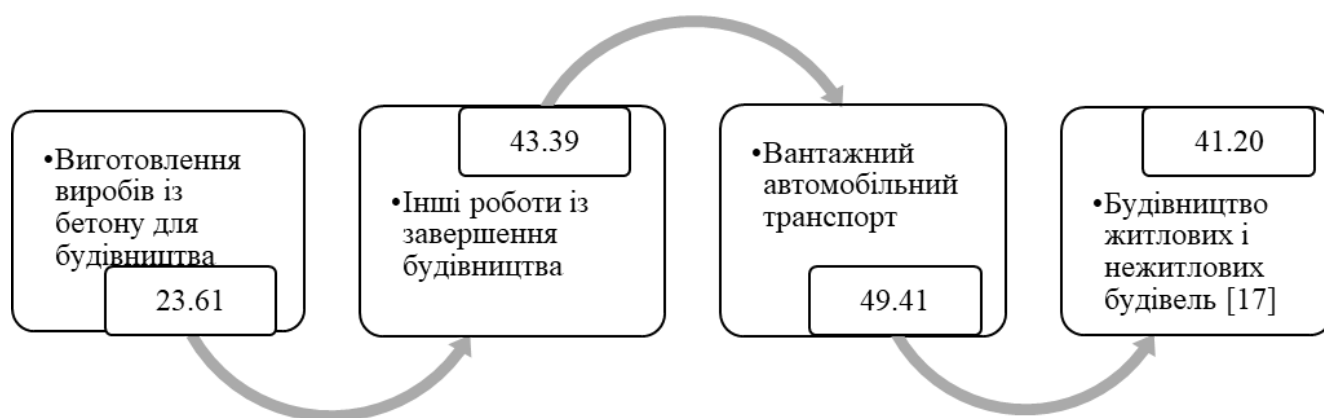 •Виготовлення
виробів із
бетону для
будівництва
23.61
43.39
•Інші роботи із
завершення
будівництва
•Вантажний
автомобільний
транспорт
49.41
41.20
•Будівництво
житлових і
нежитлових
будівель [17]